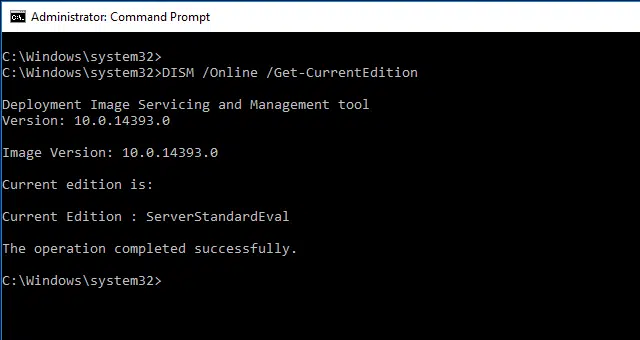 Administrator: Command Prompt
C:\Windows\system32>
C:\Windows\system32>DISM /Online /Get-CurrentEdition
Deployment Image Servicing and Management tool
Version: 10.0.14393.0
Image Version: 10.0.14393.0
Current edition is:
Current Edition : ServerStandardEval
The operation completed successfully.
C:\Windows\system32>